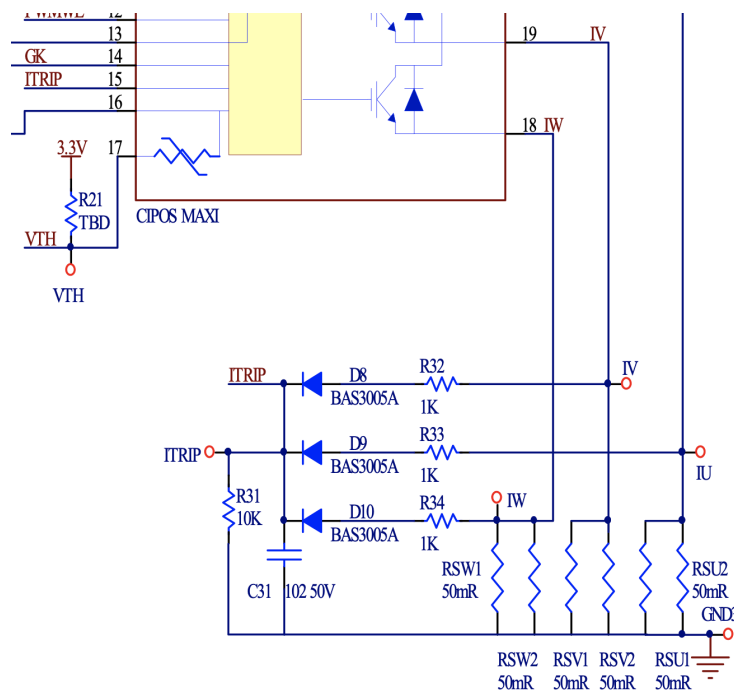 PWMWL 12
13 19 IV
GK 14
ITRIP 15
16
18 IW
17
3.3V
R21
TBD
CIPOS MAXI
VTH
VTH
ITRIP D8 R32 IV
BAS3005A 1K
ITRIP D9 R33
BAS3005A 1K IU
R31 D10 R34 IW
10K BAS3005A 1K
RSW1 RSU2
50mR 50mR
C31 102 50V
RSW2 RSV1 RSV2 RSU1
50mR 50mR 50mR 50mR